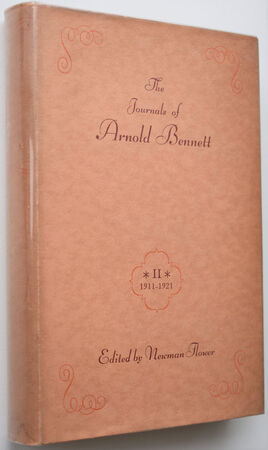 The
Journals of
Arnold Bennett
* II *
1911-1921
Edited by Newman Flower